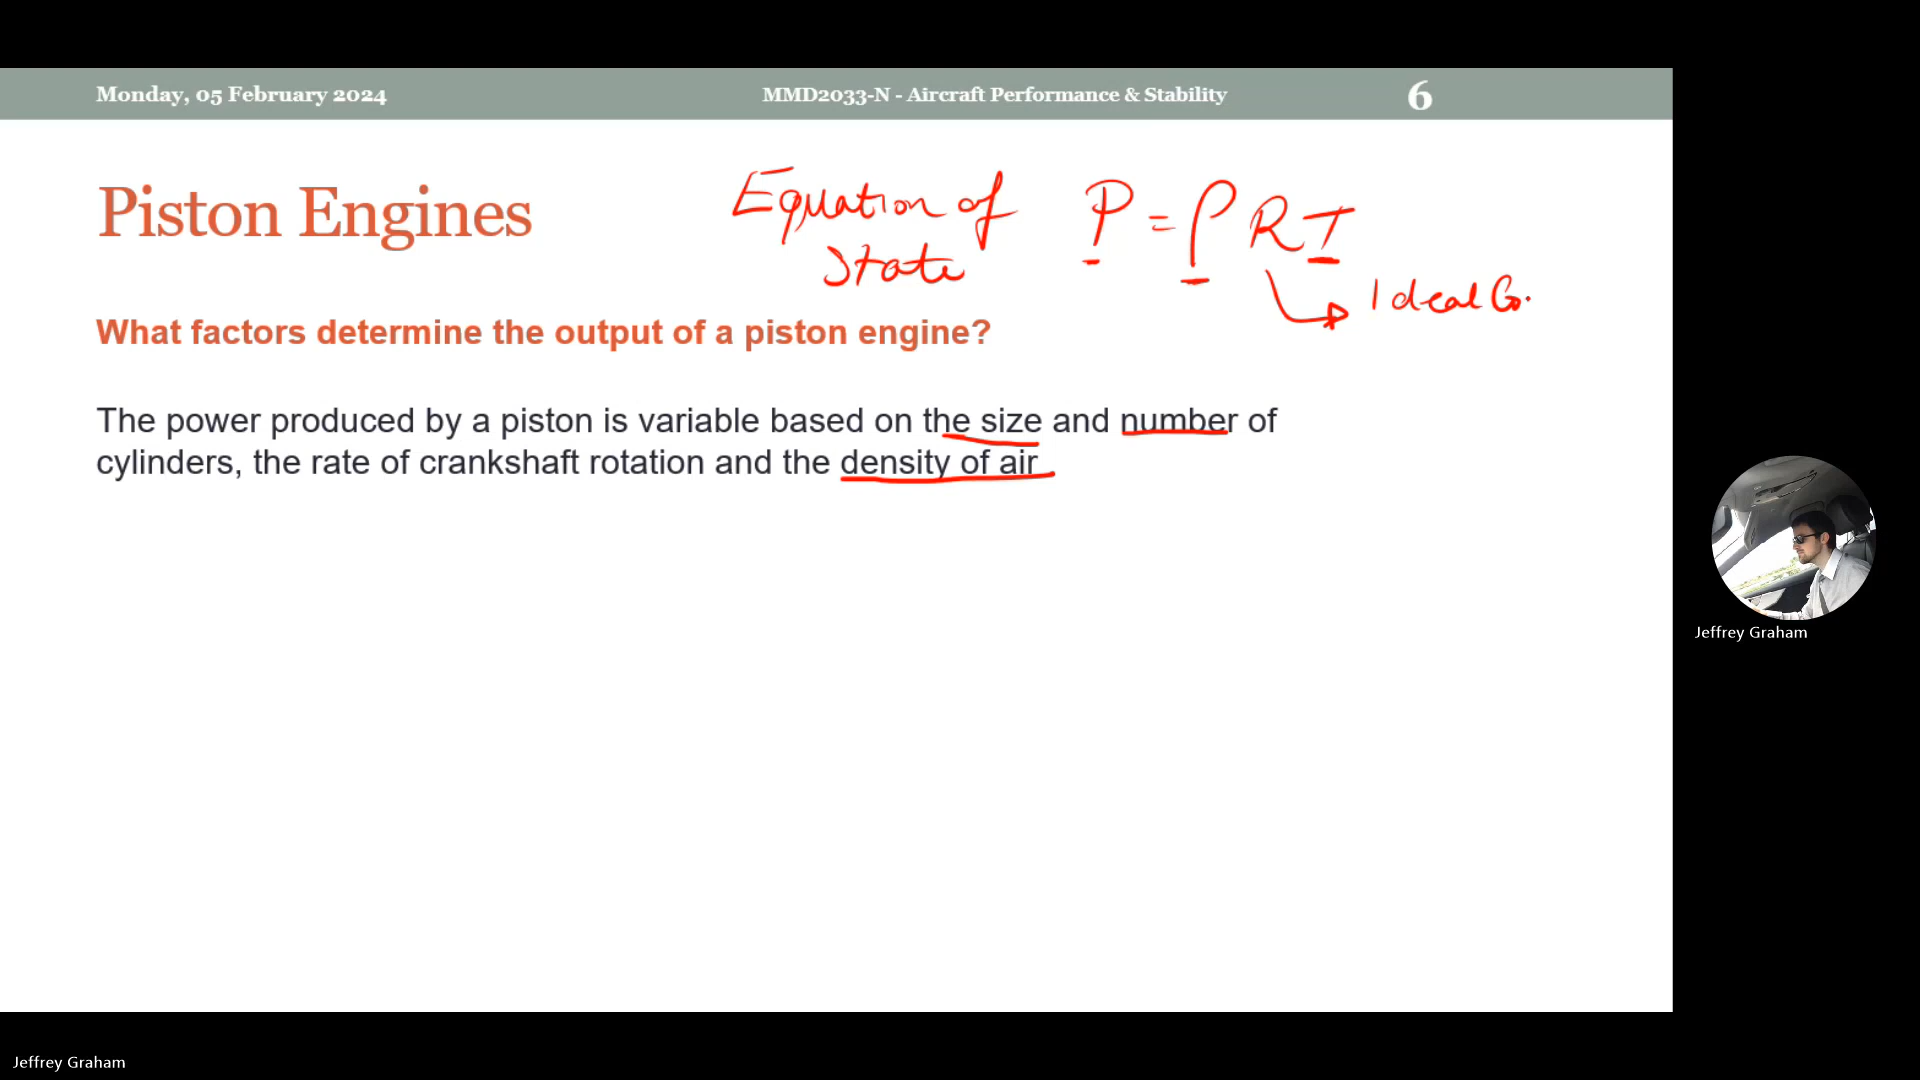 Monday, 05 February 2024
MMD2033-N - Aircraft Performance & Stability
6
Piston Engines
Equation of
State
P = ρ R T
Ideal G.
What factors determine the output of a piston engine?
The power produced by a piston is variable based on the size and number of
cylinders, the rate of crankshaft rotation and the density of air
Jeffrey Graham
Jeffrey Graham